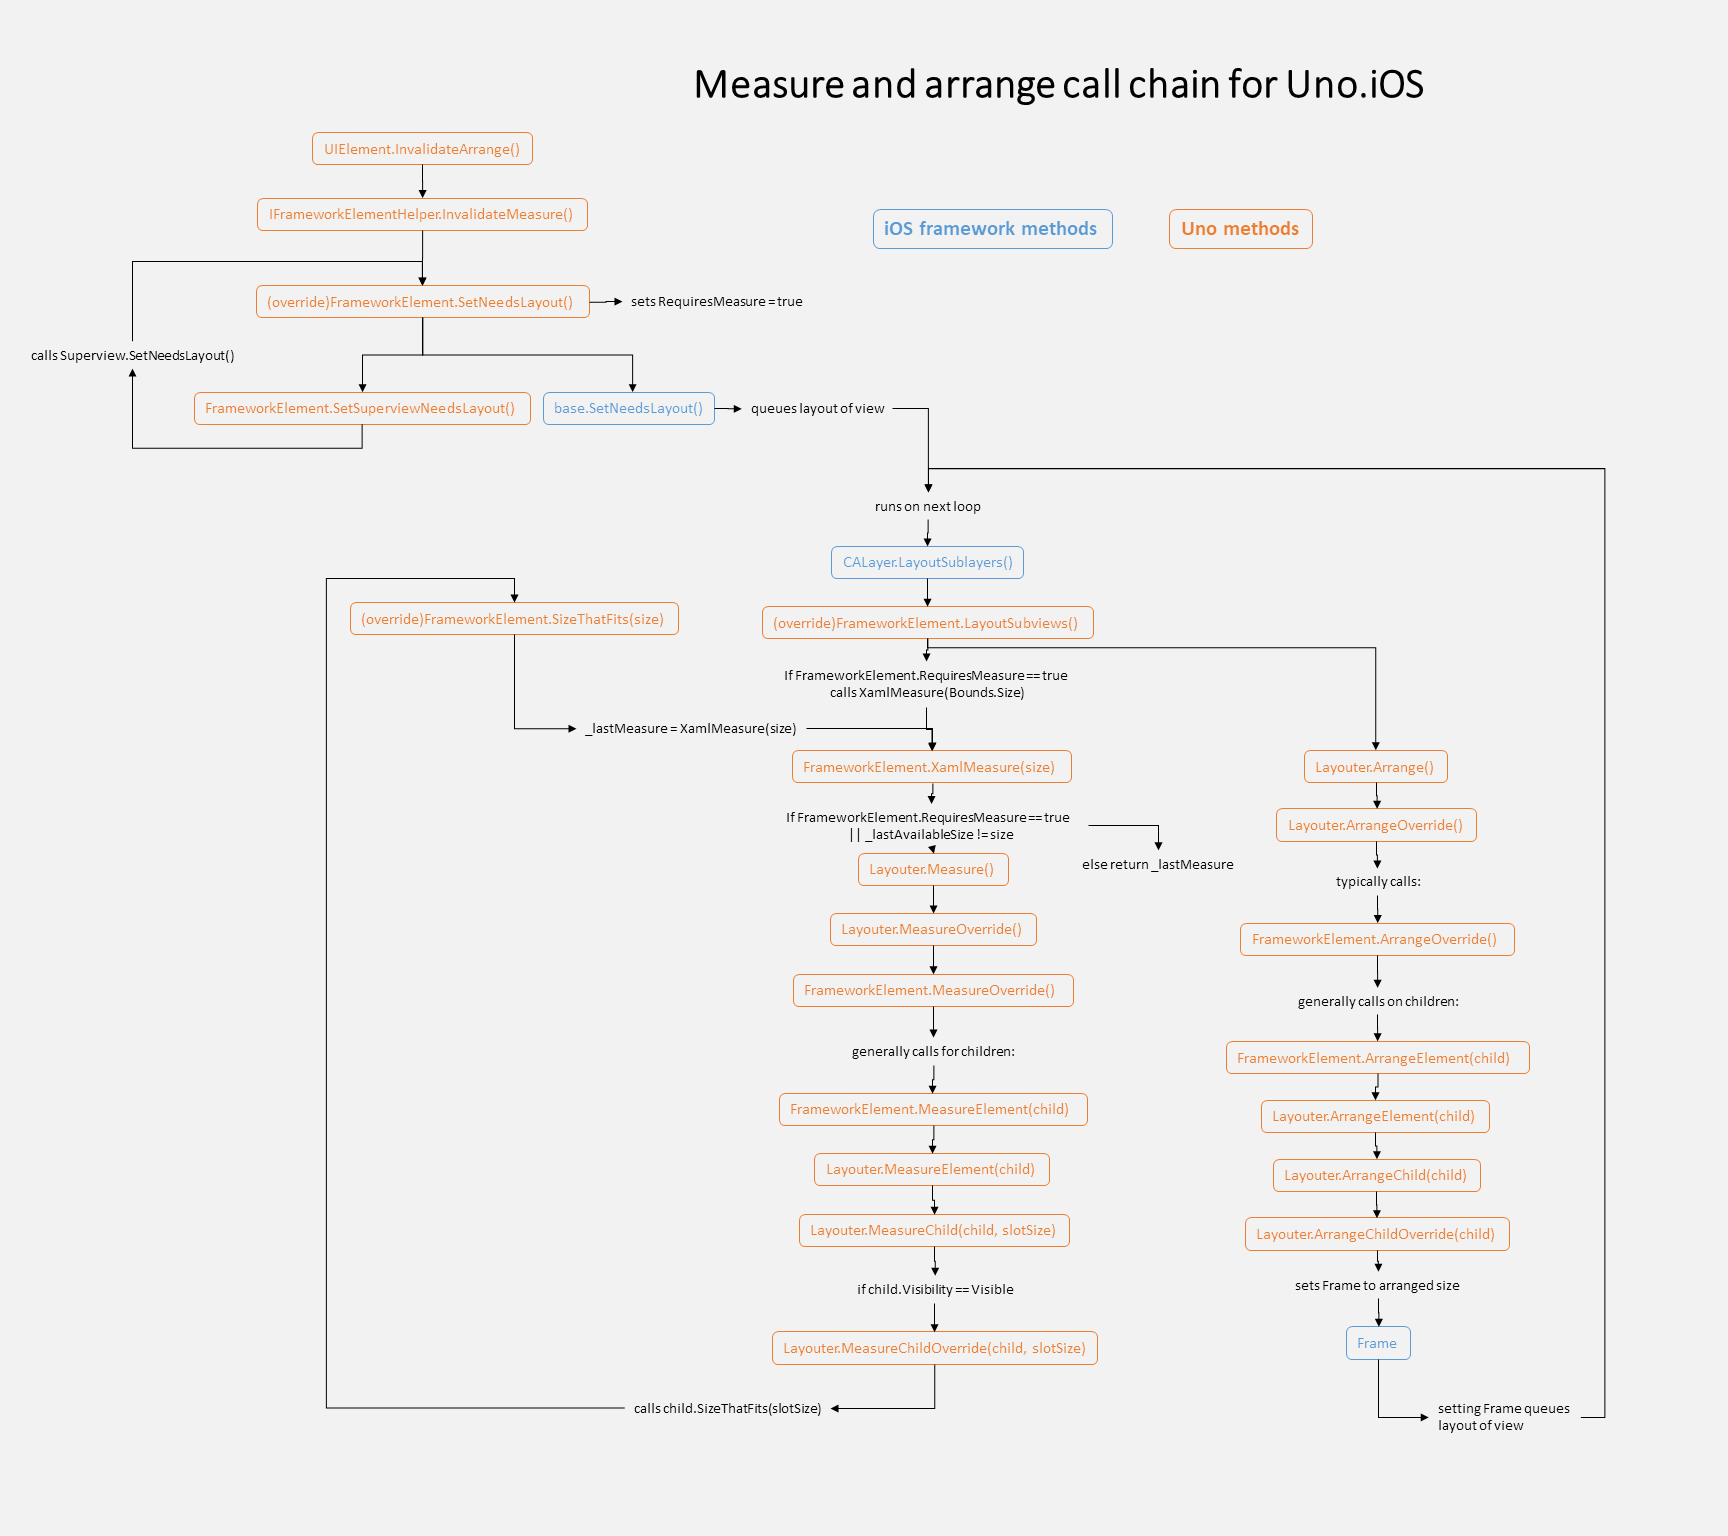 Measure and arrange call chain for Uno.iOS
UIElement.InvalidateArrange()
IFrameworkElementHelper.InvalidateMeasure()
iOS framework methods
Uno methods
(override)FrameworkElement.SetNeedsLayout()
sets RequiresMeasure = true
calls Superview.SetNeedsLayout()
FrameworkElement.SetSuperviewNeedsLayout()
base.SetNeedsLayout()
queues layout of view
runs on next loop
CALayer.LayoutSublayers()
(override)FrameworkElement.SizeThatFits(size)
(override)FrameworkElement.LayoutSubviews()
If FrameworkElement.RequiresMeasure == true
calls XamlMeasure(Bounds.Size)
_lastMeasure = XamlMeasure(size)
FrameworkElement.XamlMeasure(size)
If FrameworkElement.RequiresMeasure == true
|| _lastAvailableSize != size
else return _lastMeasure
Layouter.Measure()
Layouter.MeasureOverride()
FrameworkElement.MeasureOverride()
generally calls for children:
FrameworkElement.MeasureElement(child)
Layouter.MeasureElement(child)
Layouter.MeasureChild(child, slotSize)
if child.Visibility == Visible
Layouter.MeasureChildOverride(child, slotSize)
calls child.SizeThatFits(slotSize)
Layouter.Arrange()
Layouter.ArrangeOverride()
typically calls:
FrameworkElement.ArrangeOverride()
generally calls on children:
FrameworkElement.ArrangeElement(child)
Layouter.ArrangeElement(child)
Layouter.ArrangeChild(child)
Layouter.ArrangeChildOverride(child)
sets Frame to arranged size
Frame
setting Frame queues
layout of view